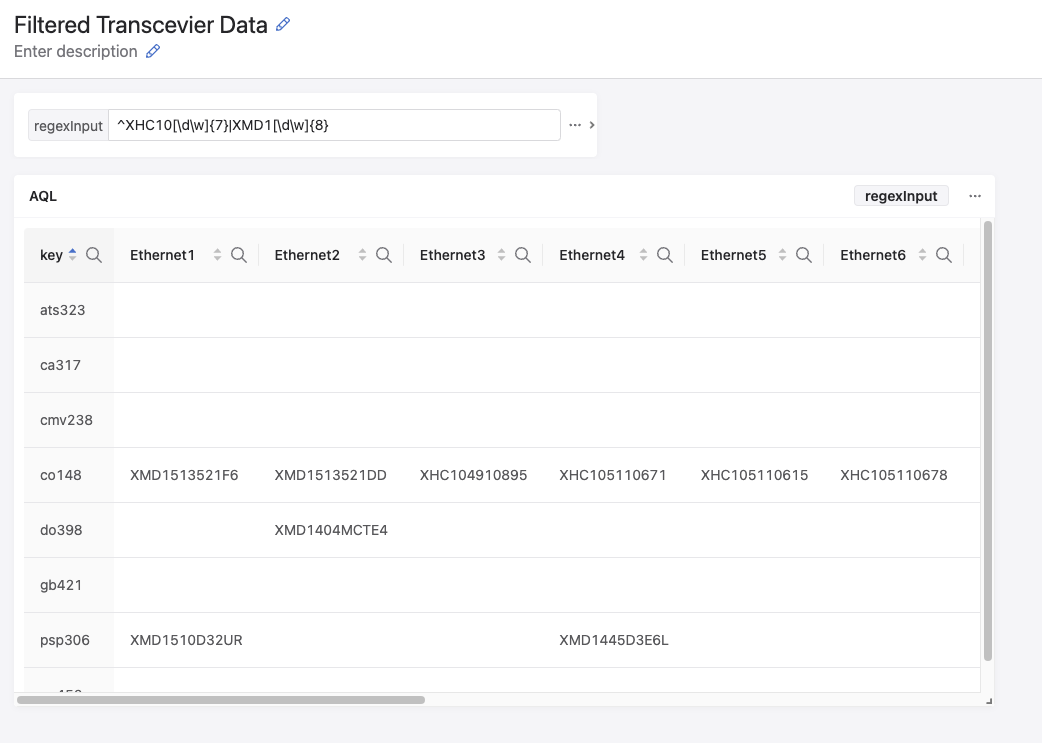 Filtered Transcevier Data
Enter description
regexInput ^XHC10[\d\w]{7}|XMD1[\d\w]{8}
AQL regexInput
key Ethernet1 Ethernet2 Ethernet3 Ethernet4 Ethernet5 Ethernet6
ats323
ca317
cmv238
co148 XMD1513521F6 XMD1513521DD XHC104910895 XHC105110671 XHC105110615 XHC105110678
do398 XMD1404MCTE4
gb421
psp306 XMD1510D32UR XMD1445D3E6L